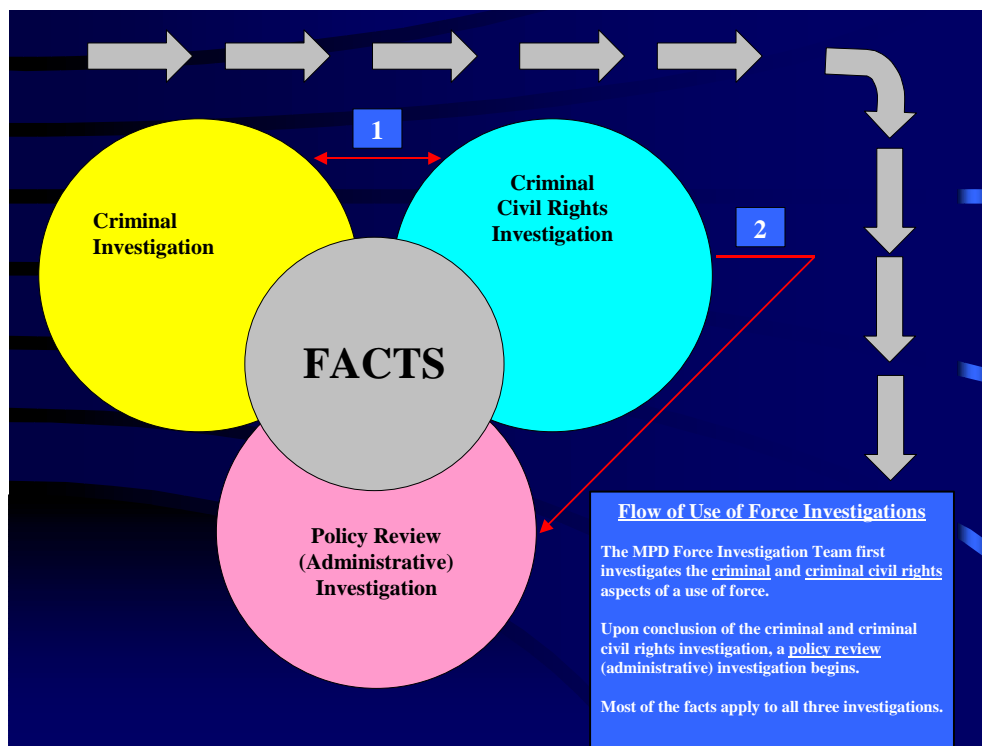 1
Criminal
Investigation
Criminal
Civil Rights
Investigation
2
FACTS
Policy Review
(Administrative)
Investigation
Flow of Use of Force Investigations
The MPD Force Investigation Team first
investigates the criminal and criminal civil rights
aspects of a use of force.
Upon conclusion of the criminal and criminal
civil rights investigation, a policy review
(administrative) investigation begins.
Most of the facts apply to all three investigations.